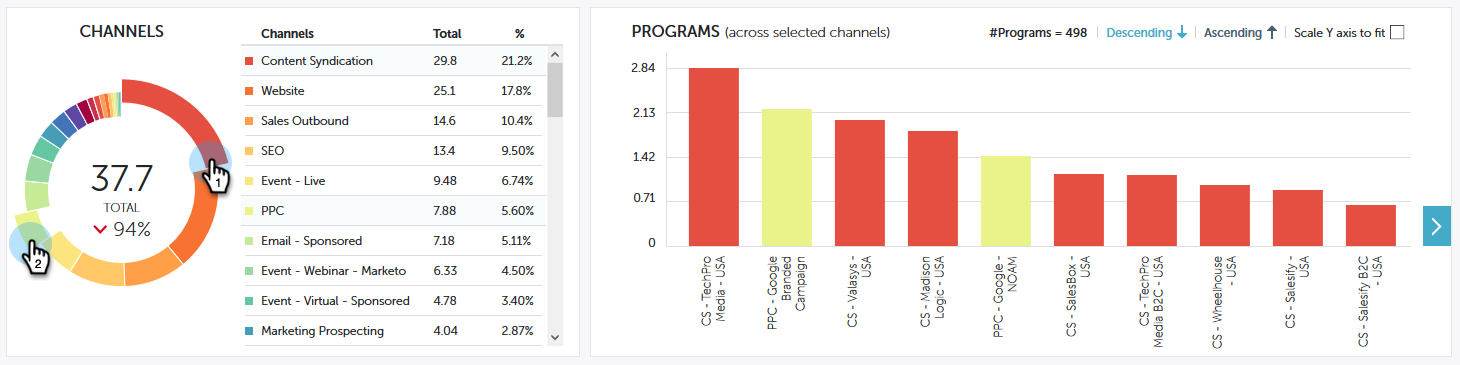 CHANNELS
37.7
TOTAL
94%
1
2
Channels Total %
Content Syndication 29.8 21.2%
Website 25.1 17.8%
Sales Outbound 14.6 10.4%
SEO 13.4 9.50%
Event - Live 9.48 6.74%
PPC 7.88 5.60%
Email - Sponsored 7.18 5.11%
Event - Webinar - Marketo 6.33 4.50%
Event - Virtual - Sponsored 4.78 3.40%
Marketing Prospecting 4.04 2.87%
PROGRAMS (across selected channels)
#Programs = 498
Descending
Ascending
Scale Y axis to fit
2.84
2.13
1.42
0.71
0
CS - TechPro
Media - USA
PPC - Google
Branded
Campaign
CS - Valasys -
USA
CS - Madison
Logic - USA
PPC - Google -
NOAM
CS - SalesBox -
USA
CS - TechPro
Media B2C - USA
CS - Wheelhouse
- USA
CS - Salesify -
USA
CS - Salesify B2C
- USA